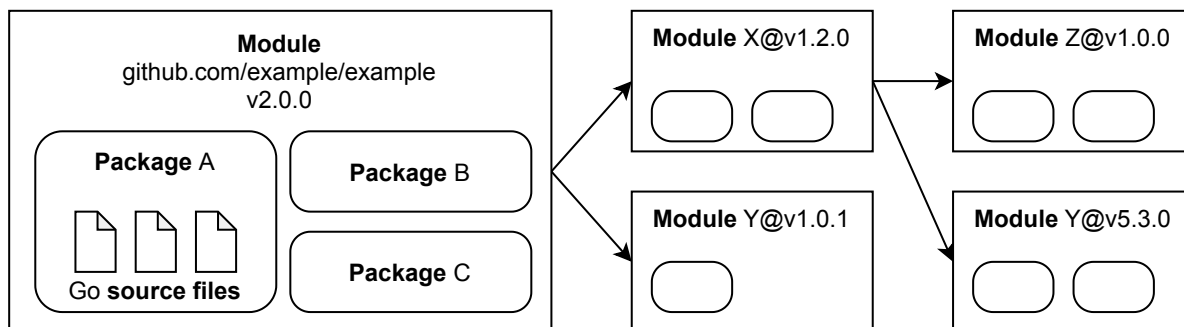 Module
github.com/example/example
v2.0.0
Package A
Go source files
Package B
Package C
Module X@v1.2.0
Module Y@v1.0.1
Module Z@v1.0.0
Module Y@v5.3.0